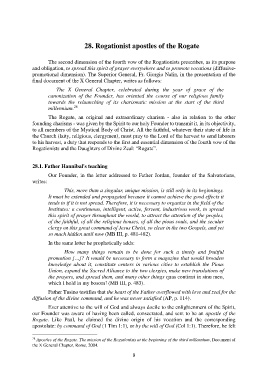 28. Rogationist apostles of the Rogate
The second dimension of the fourth vow of the Rogationists prescribes, as its purpose
and obligation, to spread this spirit of prayer everywhere and to promote vocations (diffusive-
promotional dimension). The Superior General, Fr. Giorgio Nalin, in the presentation of the
final document of the X General Chapter, writes as follows:
The X General Chapter, celebrated during the year of grace of the
canonization of the Founder, has oriented the course of our religious family
towards the relaunching of its charismatic mission at the start of the third
millennium.
The Rogate, an original and extraordinary charism - also in relation to the other
founding charisms - was given by the Spirit to our holy Founder to transmit it, in its objectivity,
to all members of the Mystical Body of Christ. All the faithful, whatever their state of life in
the Church (laity, religious, clergymen), must pray to the Lord of the harvest to send laborers
to his harvest, a duty that responds to the first and essential dimension of the fourth vow of the
Rogationists and the Daughters of Divine Zeal: "Rogate".
28.1. Father Hannibal's teaching
Our Founder, in the letter addressed to Father Jordan, founder of the Salvatorians,
writes:
This, more than a singular, unique mission, is still only in its beginnings.
It must be extended and propagated because it cannot achieve the good effects it
tends to if it is not spread. Therefore, it is necessary to organize in the field of the
Institutes: a continuous, intelligent, active, fervent, industrious work, to spread
this spirit of prayer throughout the world, to attract the attention of the peoples,
of the faithful, of all the religious houses, of all the pious souls, and the secular
clergy on this great command of Jesus Christ, so clear in the two Gospels, and yet
so much hidden until now (MB III, p. 481-482).
In the same letter he prophetically adds:
How many things remain to be done for such a timely and fruitful
promotion [...]! It would be necessary to form a magazine that would broaden
knowledge about it, constitute centers in various cities to establish the Pious
Union, expand the Sacred Alliance to the two clergies, make new translations of
the prayers, and spread them, and many other things quas continet in sinu meo,
which I hold in my bosom! (MB III, p. 483).
Father Tusino testifies that the heart of the Father overflowed with love and zeal for the
diffusion of the divine command, and he was never satisfied (AP, p. 114).
Ever attentive to the will of God and always docile to the enlightenment of the Spirit,
our Founder was aware of having been called, consecrated, and sent to be an apostle of the
Rogate. Like Paul, he claimed the divine origin of his vocation and the corresponding
apostolate: by command of God (1 Tim 1:1), or by the will of God (Col 1:1). Therefore, he felt
Apostles of the Rogate. The mission of the Rogationists at the beginning of the third millennium, Document of
the X General Chapter, Rome, 2004.